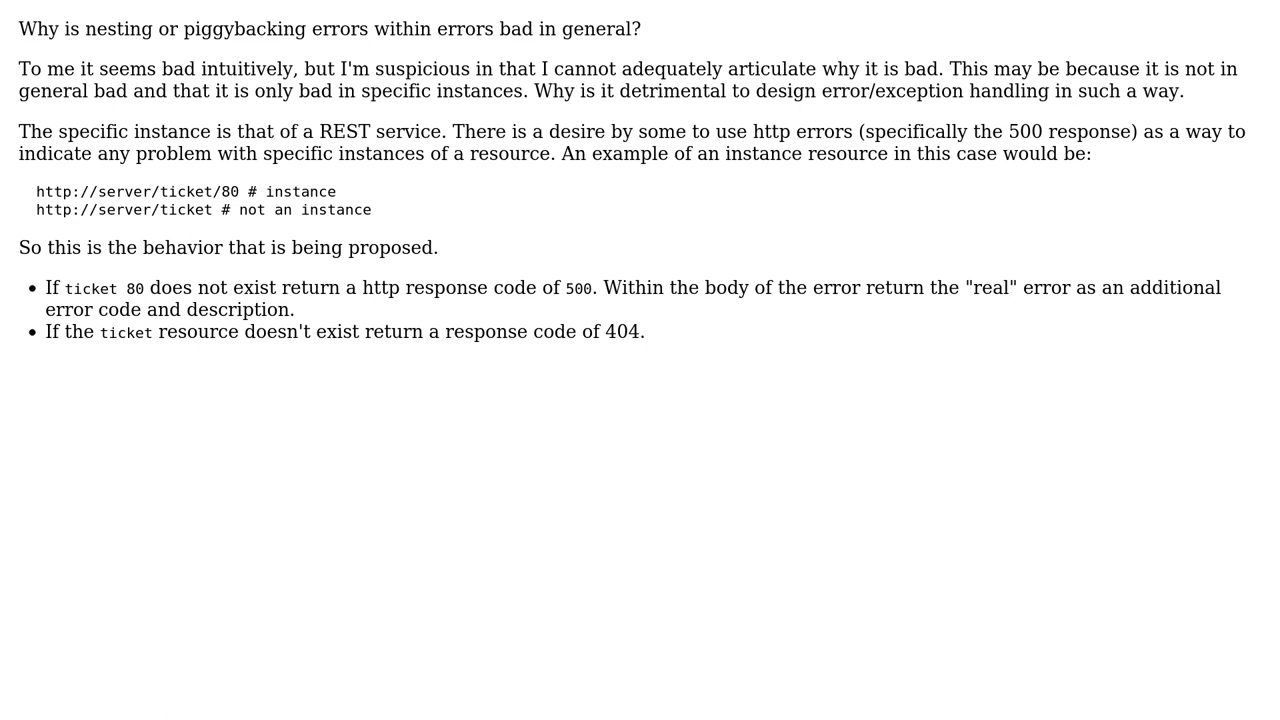 Why is nesting or piggybacking errors within errors bad in general?
To me it seems bad intuitively, but I'm suspicious in that I cannot adequately articulate why it is bad. This may be because it is not in
general bad and that it is only bad in specific instances. Why is it detrimental to design error/exception handling in such a way.
The specific instance is that of a REST service. There is a desire by some to use http errors (specifically the 500 response) as a way to
indicate any problem with specific instances of a resource. An example of an instance resource in this case would be:
http://server/ticket/80 # instance
http://server/ticket # not an instance
So this is the behavior that is being proposed.
• If ticket 80 does not exist return a http response code of 500. Within the body of the error return the "real" error as an additional
error code and description.
• If the ticket resource doesn't exist return a response code of 404.